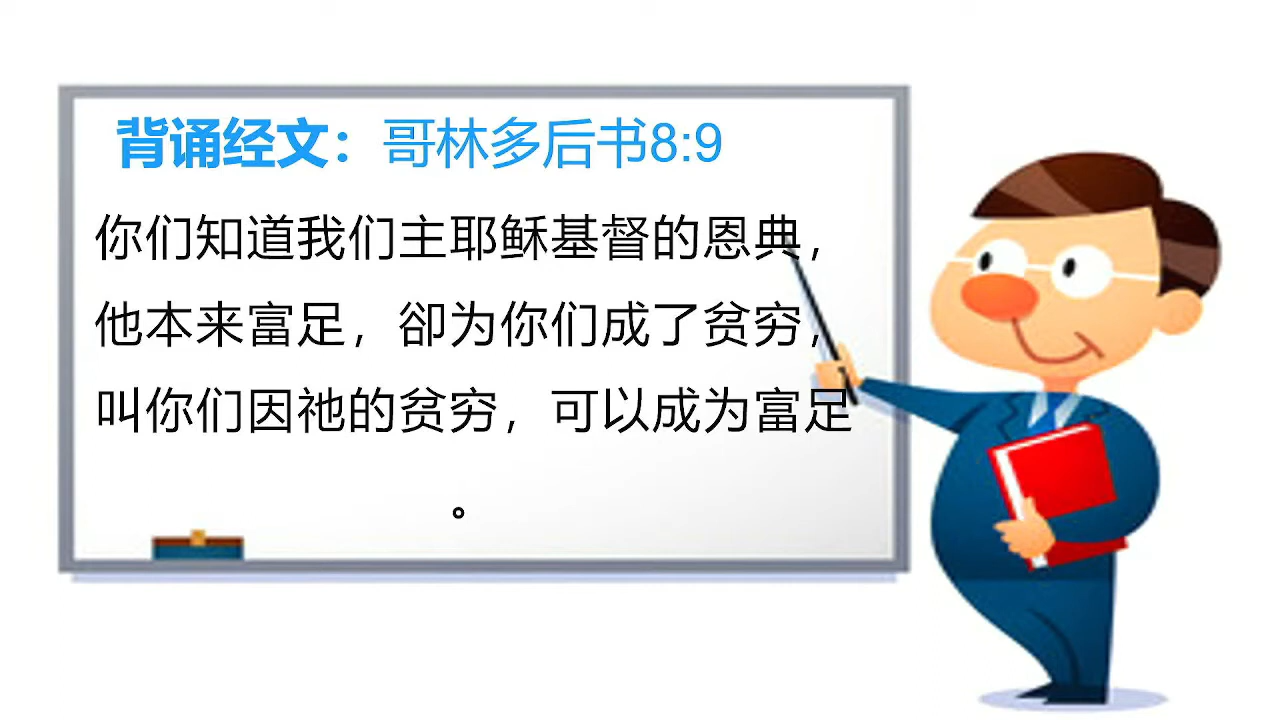 背诵经文：哥林多后书8:9
你们知道我们主耶稣基督的恩典，
他本来富足，卻为你们成了贫穷，
叫你们因祂的贫穷，可以成为富足
。